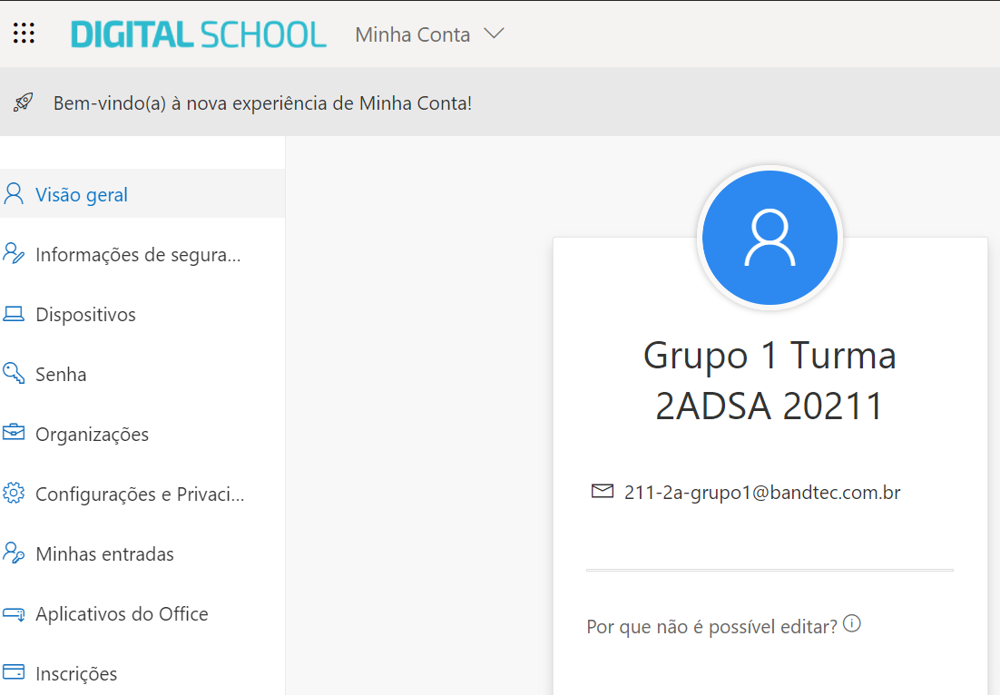 DIGITAL SCHOOL
Minha Conta
Bem-vindo(a) à nova experiência de Minha Conta!
Visão geral
Informações de segura...
Dispositivos
Senha
Organizações
Configurações e Privaci...
Minhas entradas
Aplicativos do Office
Inscrições
Grupo 1 Turma
2ADSA 20211
211-2a-grupo1@bandtec.com.br
Por que não é possível editar?